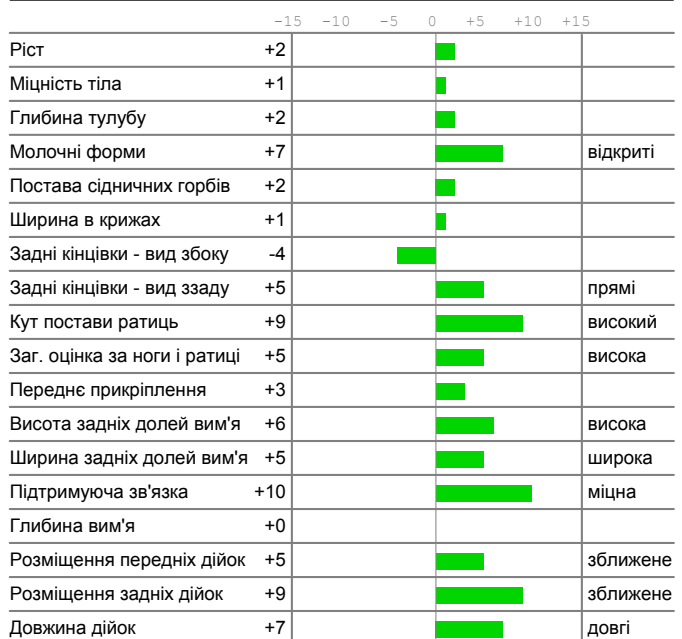 -15 -10 -5 0 +5 +10 +15
Ріст +2
Міцність тіла +1
Глибина тулубу +2
Молочні форми +7 відкриті
Постава сідничних горбів +2
Ширина в крижах +1
Задні кінцівки - вид збоку -4
Задні кінцівки - вид ззаду +5 прямі
Кут постави ратиць +9 високий
Заг. оцінка за ноги і ратиці +5 висока
Переднє прикріплення +3
Висота задніх долей вим'я +6 висока
Ширина задніх долей вим'я +5 широка
Підтримуюча зв'язка +10 міцна
Глибина вим'я +0
Розміщення передніх дійок +5 зближене
Розміщення задніх дійок +9 зближене
Довжина дійок +7 довгі